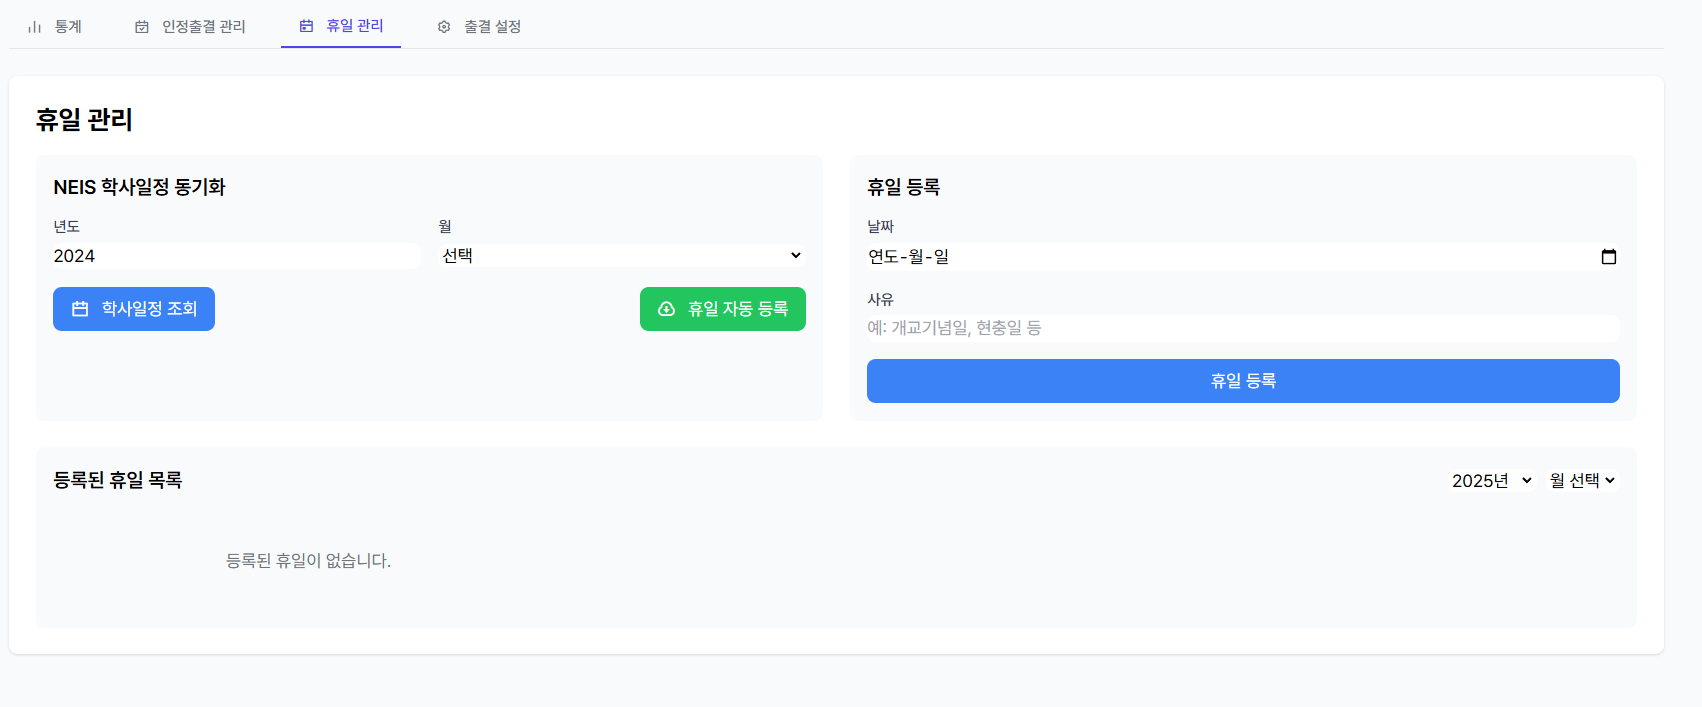 통계 인정출결 관리 휴일 관리 출결 설정
휴일 관리
NEIS 학사일정 동기화
년도 월
2024 선택
학사일정 조회 휴일 자동 등록
휴일 등록
날짜
연도-월-일
사유
예: 개교기념일, 현충일 등
휴일 등록
등록된 휴일 목록 2025년 월 선택
등록된 휴일이 없습니다.